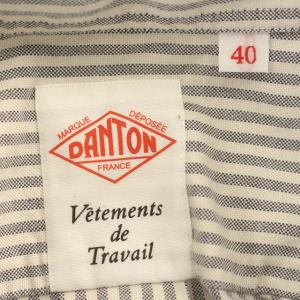 40
MARQUE DÉPOSÉE
DANTON
FRANCE
Vêtements
de
Travail